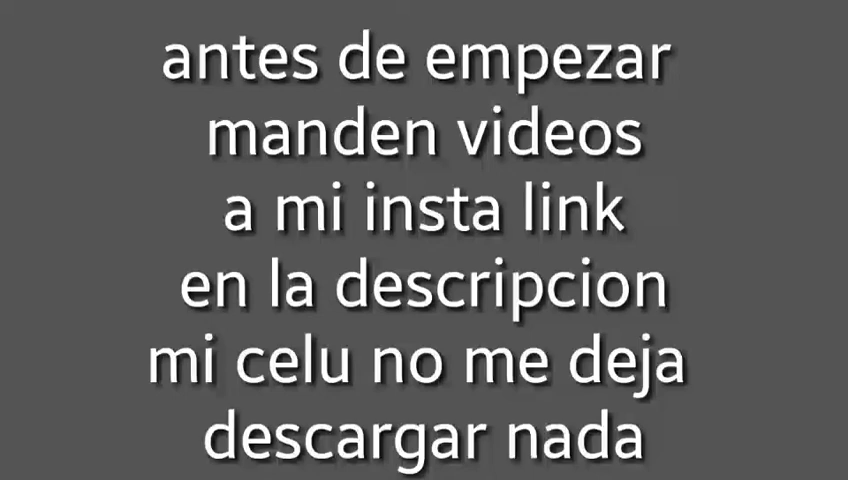 antes de empezar
manden videos
a mi insta link
en la descripcion
mi celu no me deja
descargar nada